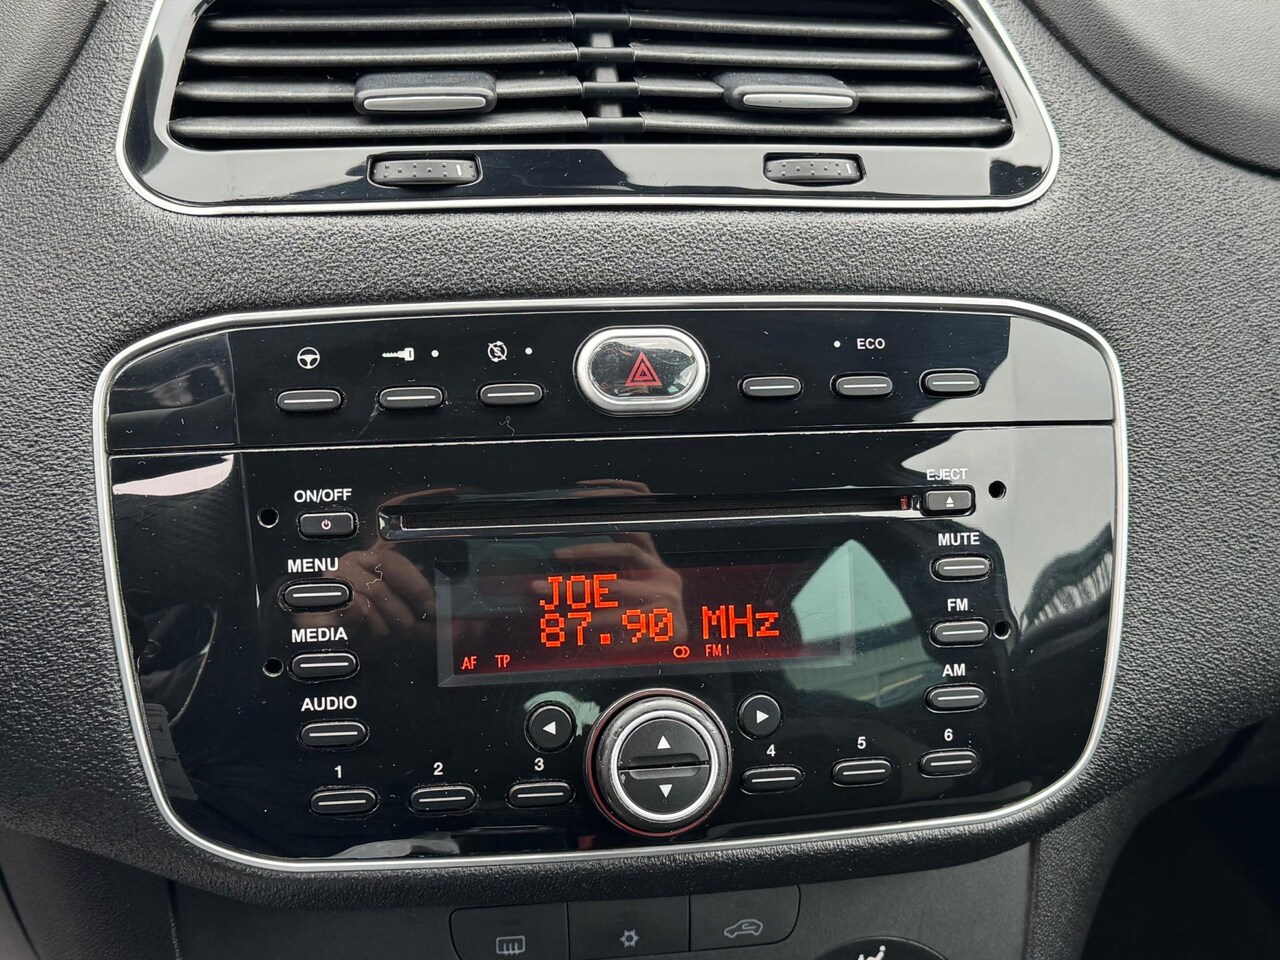 ECO
ON/OFF
EJECT
MENU
MUTE
MEDIA
FM
AUDIO
AM
JOE
87.90 MHz
AF TP FM I
1 2 3 4 5 6